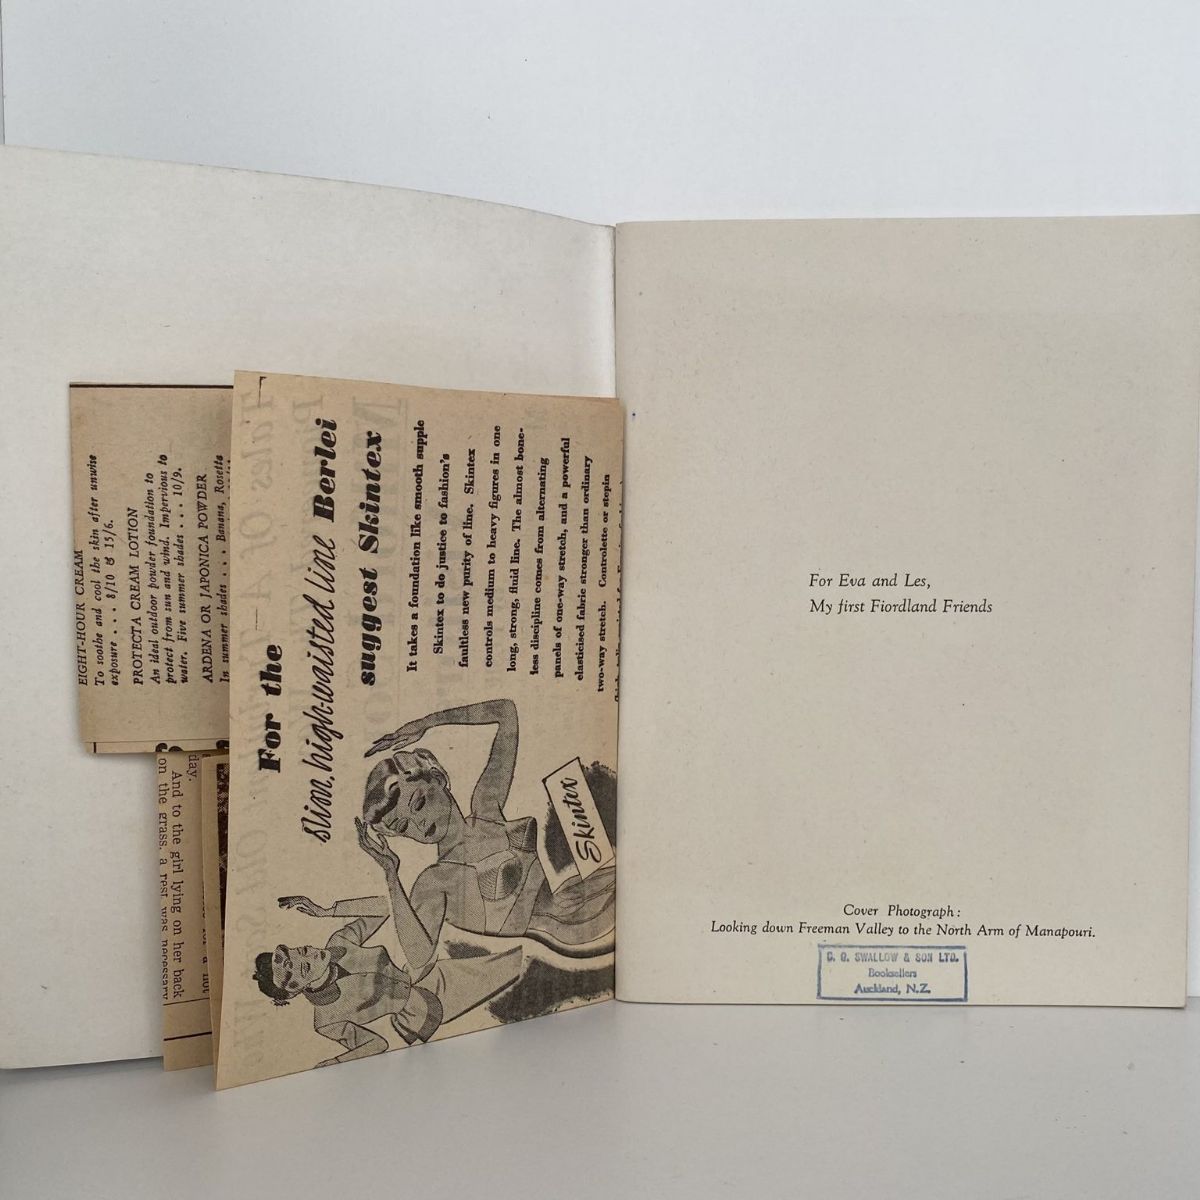 EIGHT-HOUR CREAM
To soothe and cool the skin after unwise
exposure . . . 8/10 & 15/6.
PROTECTA CREAM LOTION
An ideal outdoor powder foundation to
protect from sun and wind. Impervious to
water. Five summer shades . . . 10/9.
ARDENA OR JAPONICA POWDER
In summer shades . . . Banana, Rosetta
day.
And to the girl lying on her back
on the grass, a rest was necessary
For the
slim, high-waisted line Berlei
suggest Skintex
It takes a foundation like smooth supple
Skintex to do justice to fashion's
faultless new purity of line. Skintex
controls medium to heavy figures in one
long, strong, fluid line. The almost bone-
less discipline comes from alternating
panels of one-way stretch, and a powerful
elasticised fabric stronger than ordinary
two-way stretch. Controlette or stepin
Skintex
For Eva and Les,
My first Fiordland Friends
Cover Photograph:
Looking down Freeman Valley to the North Arm of Manapouri.
SWALLOW & SON LTD.
Booksellers
Auckland, N.Z.